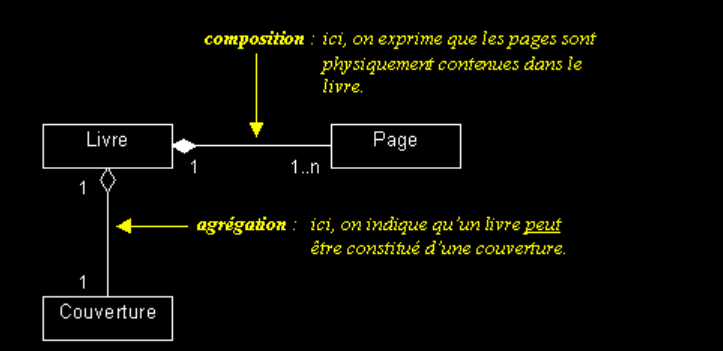 composition : ici, on exprime que les pages sont
physiquement contenues dans le
livre.
Livre
Page
1
1..n
1
agrégation : ici, on indique qu'un livre peut
être constitué d'une couverture.
1
Couverture